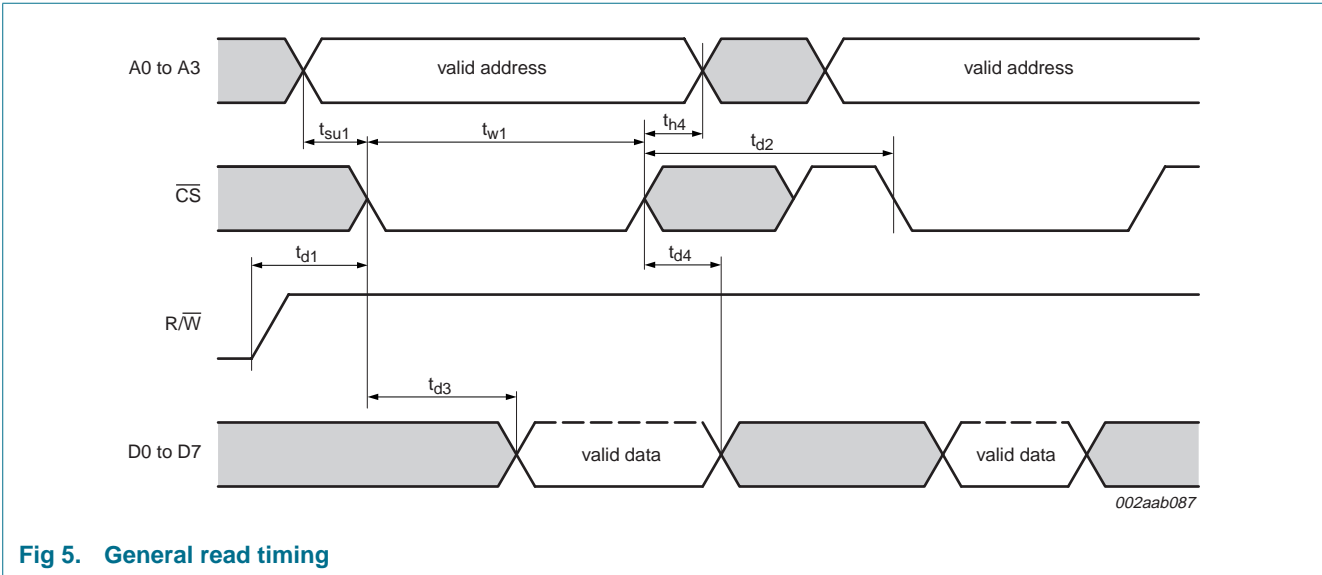 A0 to A3
valid address
valid address
tsu1
tw1
th4
td2
CS
td1
td4
R/W
td3
D0 to D7
valid data
valid data
002aab087
Fig 5. General read timing